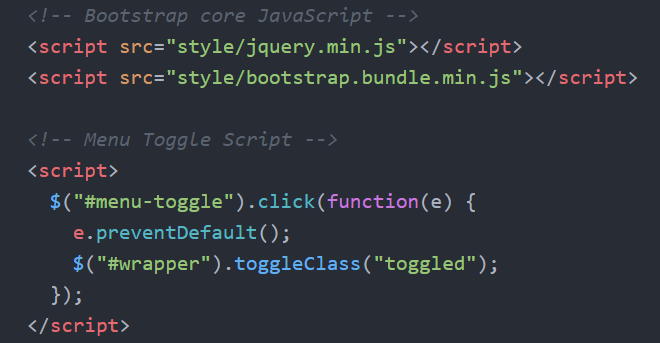 <!-- Bootstrap core JavaScript -->
<script src="style/jquery.min.js"></script>
<script src="style/bootstrap.bundle.min.js"></script>
<!-- Menu Toggle Script -->
<script>
$("#menu-toggle").click(function(e) {
e.preventDefault();
$("#wrapper").toggleClass("toggled");
});
</script>